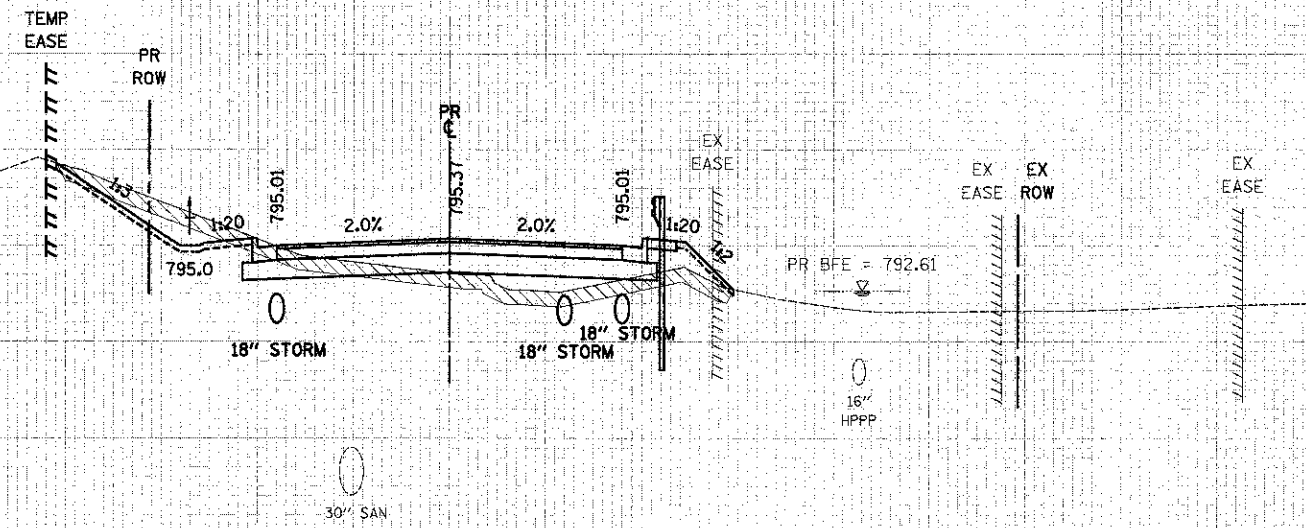 TEMP
EASE
PR
ROW
PR
℄
EX
EASE
EX
EASE
EX
ROW
EX
EASE
1:3
1:20
795.01
2.0%
795.37
2.0%
795.01
1:20
795.0
PR BFE = 792.61
18" STORM
18" STORM
18" STORM
16"
HPPP
30" SAN